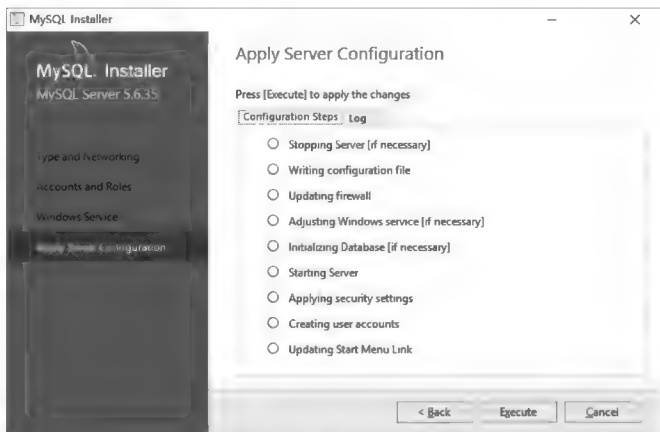 MySQL Installer
MySQL. Installer
MySQL Server 5.6.35
Type and Networking
Accounts and Roles
Windows Service
Apply Server Configuration
Apply Server Configuration
Press [Execute] to apply the changes
Configuration Steps Log
Stopping Server [if necessary]
Writing configuration file
Updating firewall
Adjusting Windows service [if necessary]
Initializing Database [if necessary]
Starting Server
Applying security settings
Creating user accounts
Updating Start Menu Link
< Back Execute Cancel